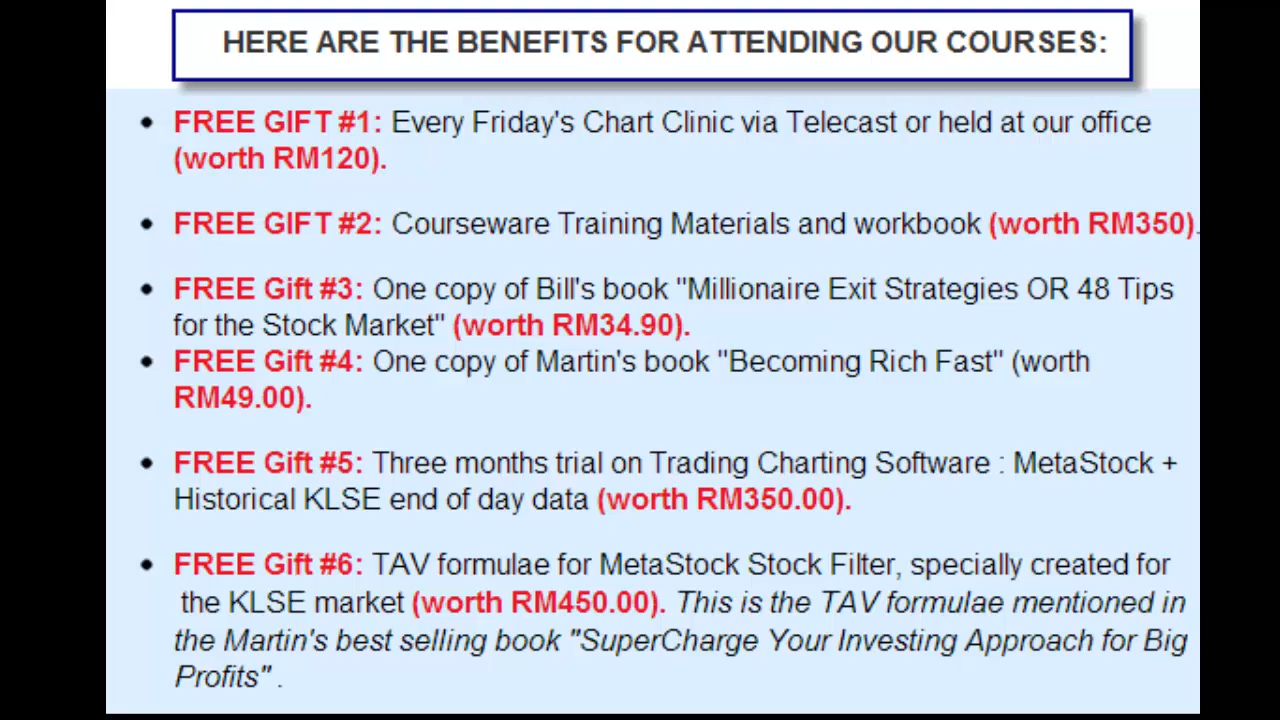 HERE ARE THE BENEFITS FOR ATTENDING OUR COURSES:
• FREE GIFT #1: Every Friday's Chart Clinic via Telecast or held at our office
(worth RM120).
• FREE GIFT #2: Courseware Training Materials and workbook (worth RM350).
• FREE Gift #3: One copy of Bill's book "Millionaire Exit Strategies OR 48 Tips
for the Stock Market" (worth RM34.90).
• FREE Gift #4: One copy of Martin's book "Becoming Rich Fast" (worth
RM49.00).
• FREE Gift #5: Three months trial on Trading Charting Software : MetaStock +
Historical KLSE end of day data (worth RM350.00).
• FREE Gift #6: TAV formulae for MetaStock Stock Filter, specially created for
the KLSE market (worth RM450.00). This is the TAV formulae mentioned in
the Martin's best selling book "SuperCharge Your Investing Approach for Big
Profits" .